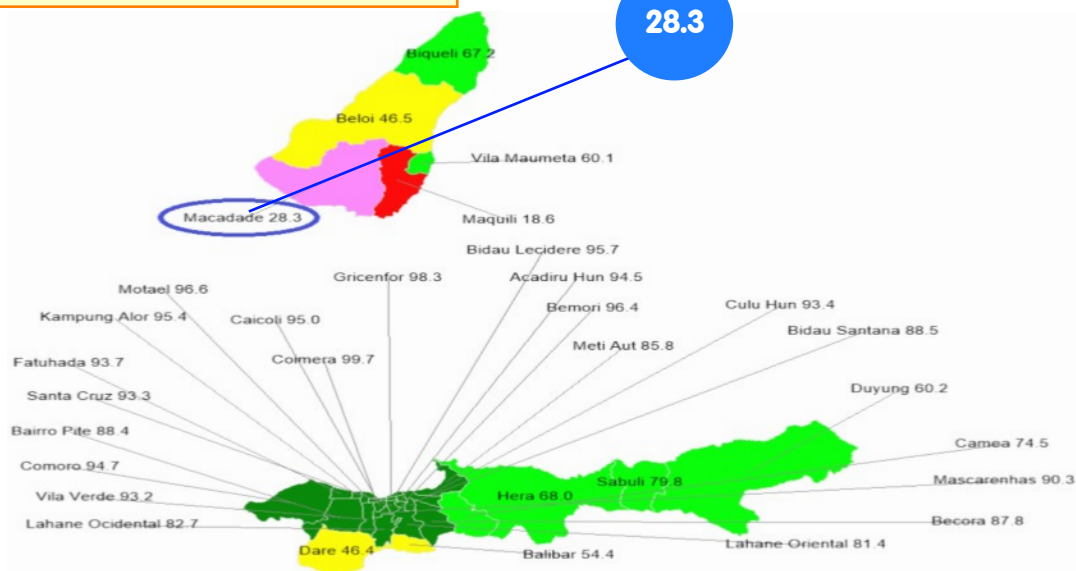 28.3
Biqueli 67.2
Beloi 46.5
Vila Maumeta 60.1
Macadade 28.3
Maquili 18.6
Bidau Lecidere 95.7
Gricenfor 98.3
Acadiru Hun 94.5
Motael 96.6
Bemori 96.4
Culu Hun 93.4
Kampung Alor 95.4
Caicoli 95.0
Bidau Santana 88.5
Meti Aut 85.8
Fatuhada 93.7
Coimera 99.7
Duyung 60.2
Santa Cruz 93.3
Bairro Pite 88.4
Camea 74.5
Comoro 94.7
Sabuli 79.8
Mascarenhas 90.3
Vila Verde 93.2
Hera 68.0
Becora 87.8
Lahane Ocidental 82.7
Lahane Oriental 81.4
Dare 46.4
Balibar 54.4